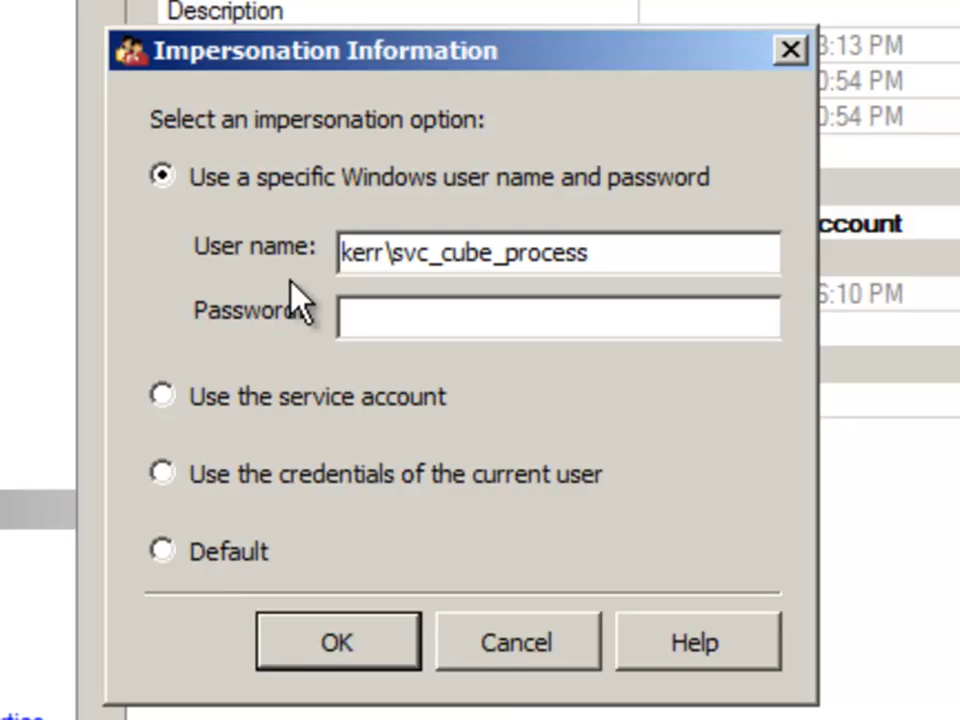 Description
Impersonation Information
3:13 PM
0:54 PM
Select an impersonation option:
0:54 PM
Use a specific Windows user name and password
ccount
User name: kerr\svc_cube_process
6:10 PM
Password:
Use the service account
Use the credentials of the current user
Default
OK Cancel Help